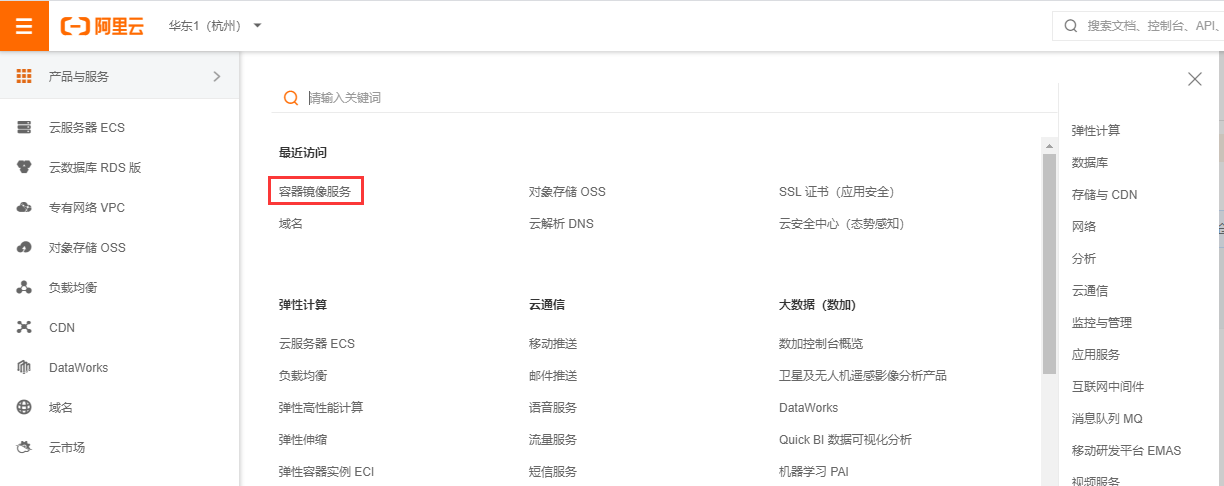 阿里云 华东1（杭州） 搜索文档、控制台、API、
产品与服务
云服务器 ECS
云数据库 RDS 版
专有网络 VPC
对象存储 OSS
负载均衡
CDN
DataWorks
域名
云市场
请输入关键词
最近访问
容器镜像服务 对象存储 OSS SSL 证书（应用安全）
域名 云解析 DNS 云安全中心（态势感知）
弹性计算 云通信 大数据（数加）
云服务器 ECS 移动推送 数加控制台概览
负载均衡 邮件推送 卫星及无人机遥感影像分析产品
弹性高性能计算 语音服务 DataWorks
弹性伸缩 流量服务 Quick BI 数据可视化分析
弹性容器实例 ECI 短信服务 机器学习 PAI
弹性计算
数据库
存储与 CDN
网络
分析
云通信
监控与管理
应用服务
互联网中间件
消息队列 MQ
移动研发平台 EMAS
视频服务